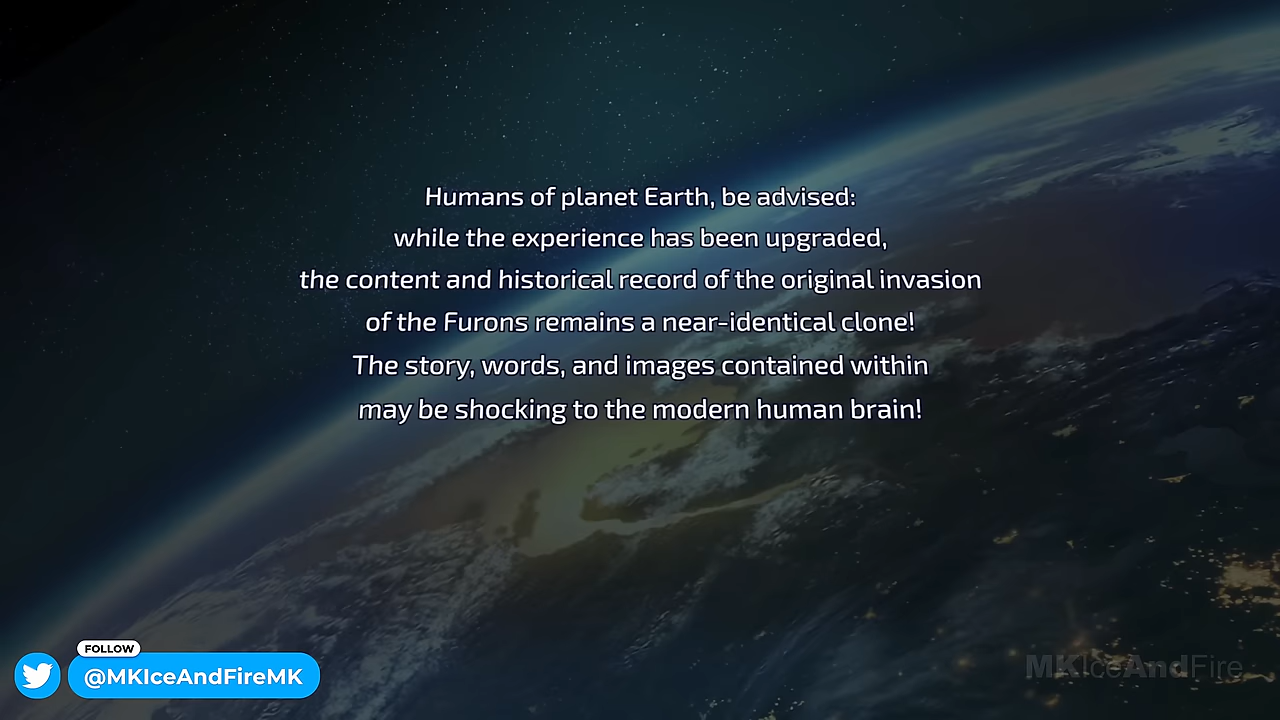 Humans of planet Earth, be advised:
while the experience has been upgraded,
the content and historical record of the original invasion
of the Furons remains a near-identical clone!
The story, words, and images contained within
may be shocking to the modern human brain!
FOLLOW
@MKIceAndFireMK
MKIceAndFire